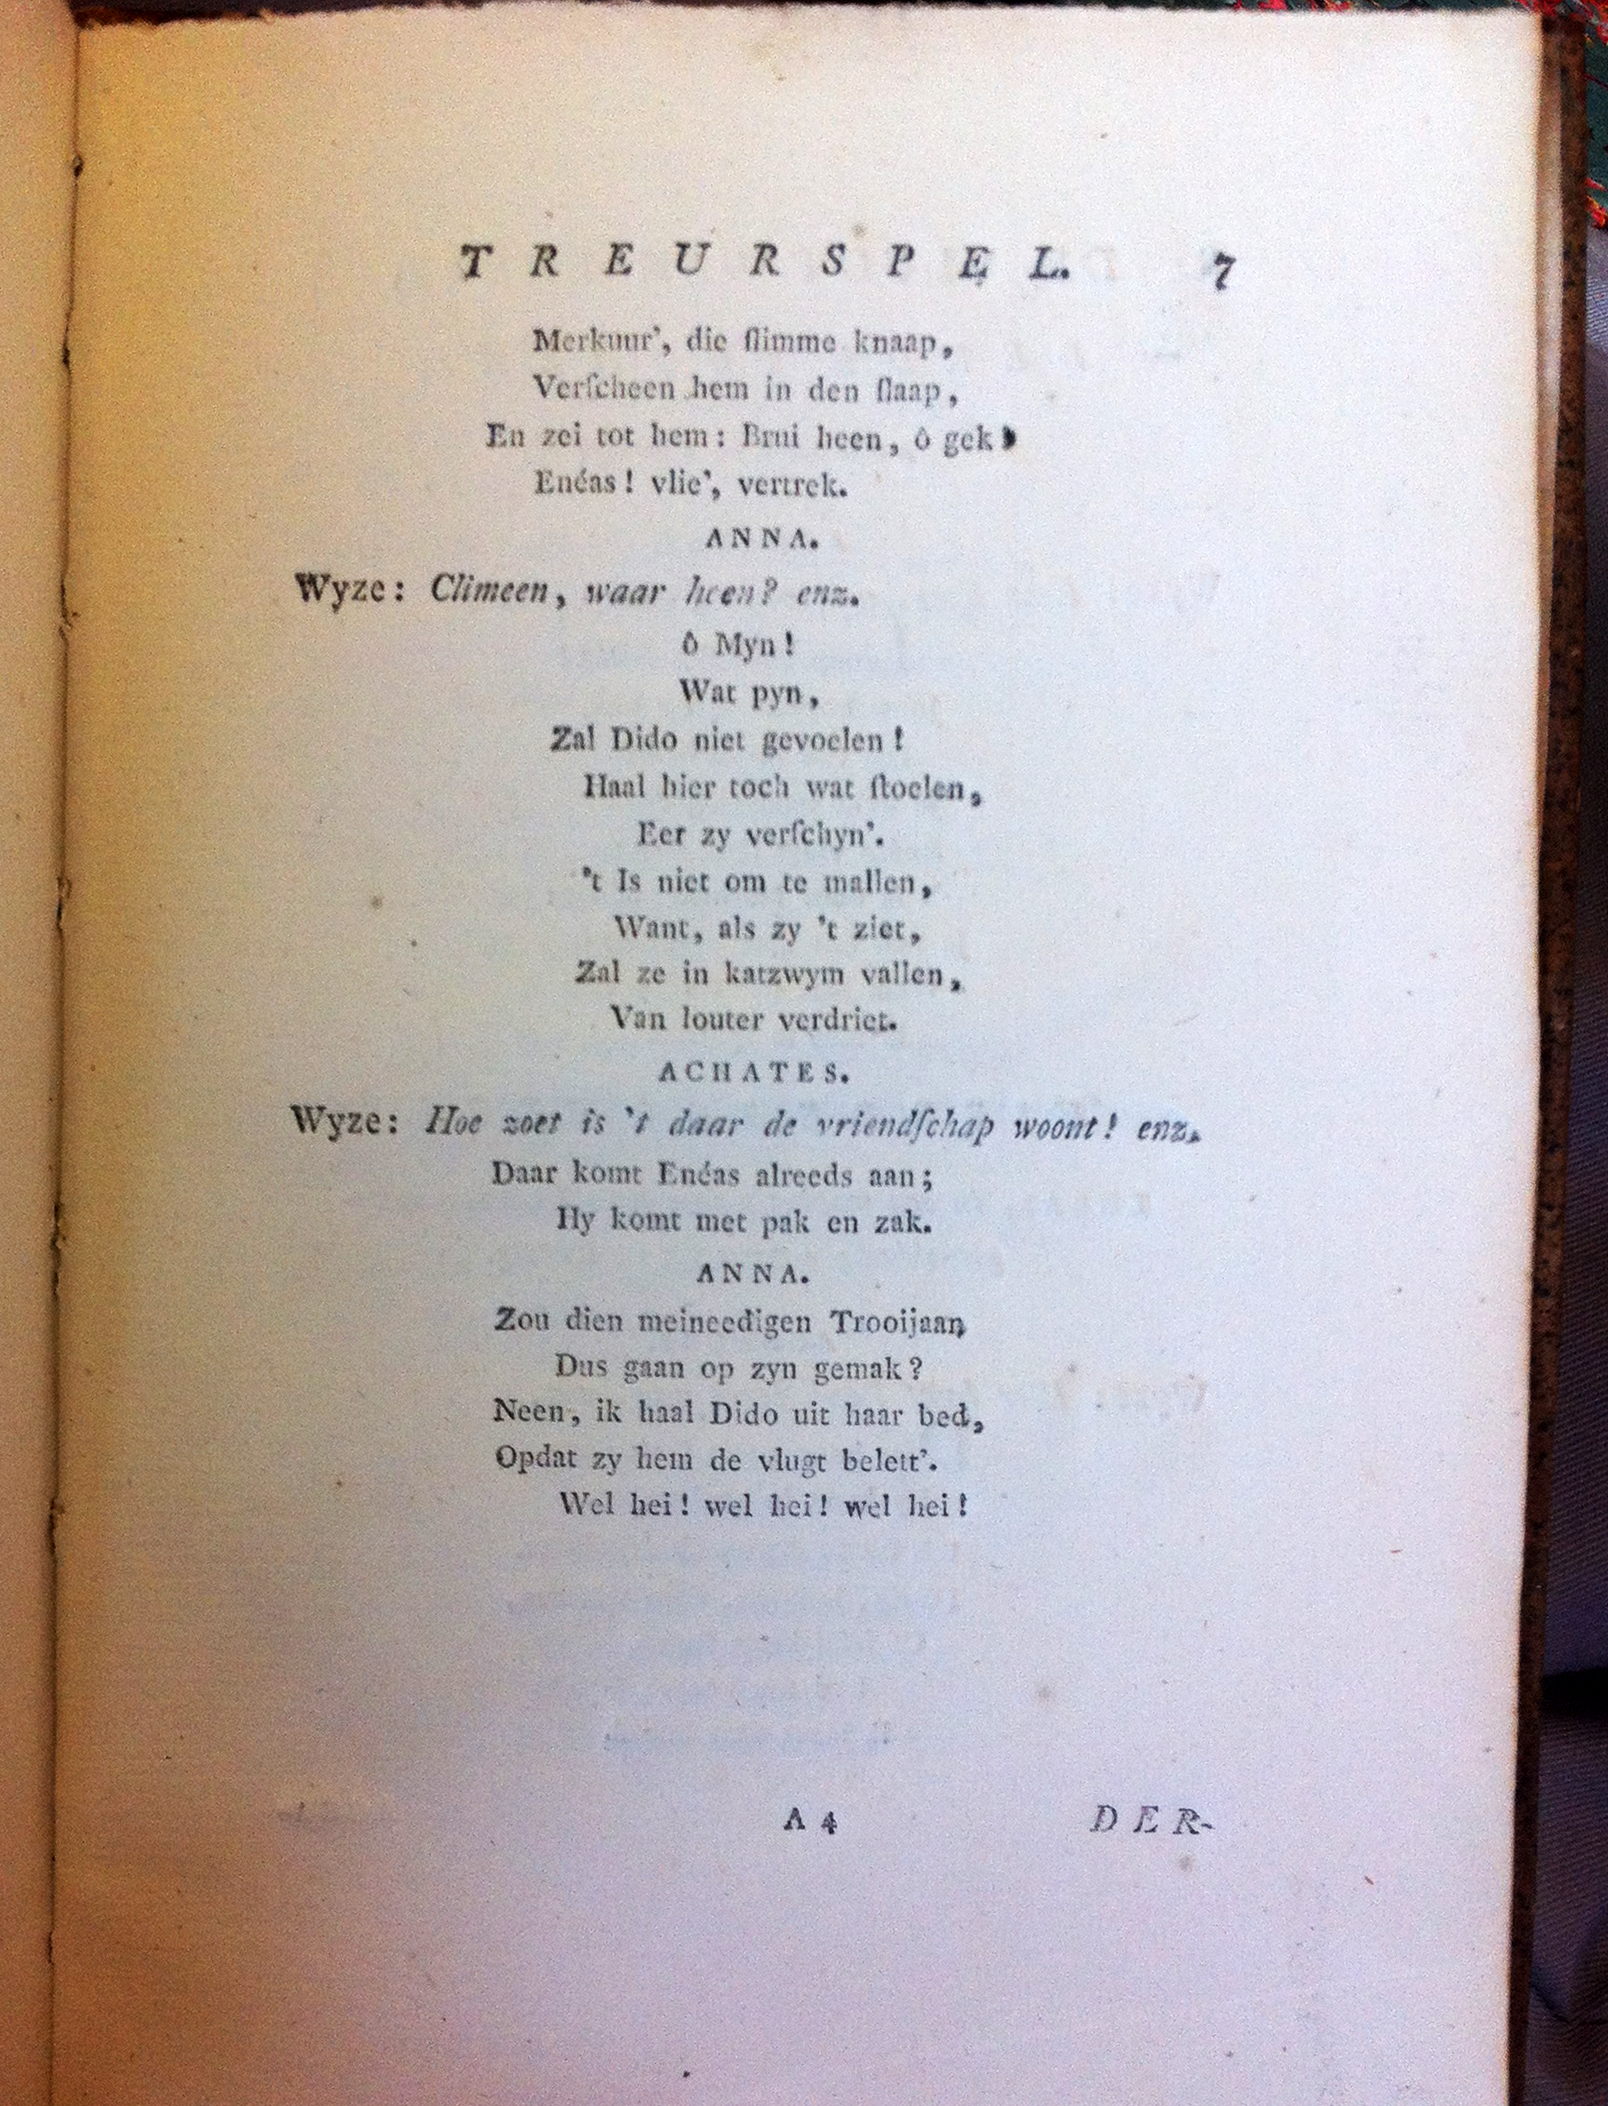 TREURSPEL. 7
Merkuur', die ſlimme knaap,
Verſcheen hem in den ſlaap,
En zei tot hem: Brui heen, ô gek
Enéas! vlie', vertrek.
ANNA.
Wyze: Climeen, waar heen? enz.
ô Myn!
Wat pyn,
Zal Dido niet gevoelen!
Haal hier toch wat ſtoelen,
Eer zy verſchyn'.
't Is niet om te mallen,
Want, als zy 't ziet,
Zal ze in katzwym vallen,
Van louter verdriet.
ACHATES.
Wyze: Hoe zoet is 't daar de vriendſchap woont! enz.
Daar komt Enéas alreeds aan;
Hy komt met pak en zak.
ANNA.
Zou dien meineedigen Trooijaan
Dus gaan op zyn gemak?
Neen, ik haal Dido uit haar bed,
Opdat zy hem de vlugt belett'.
Wel hei! wel hei! wel hei!
A 4 DER-